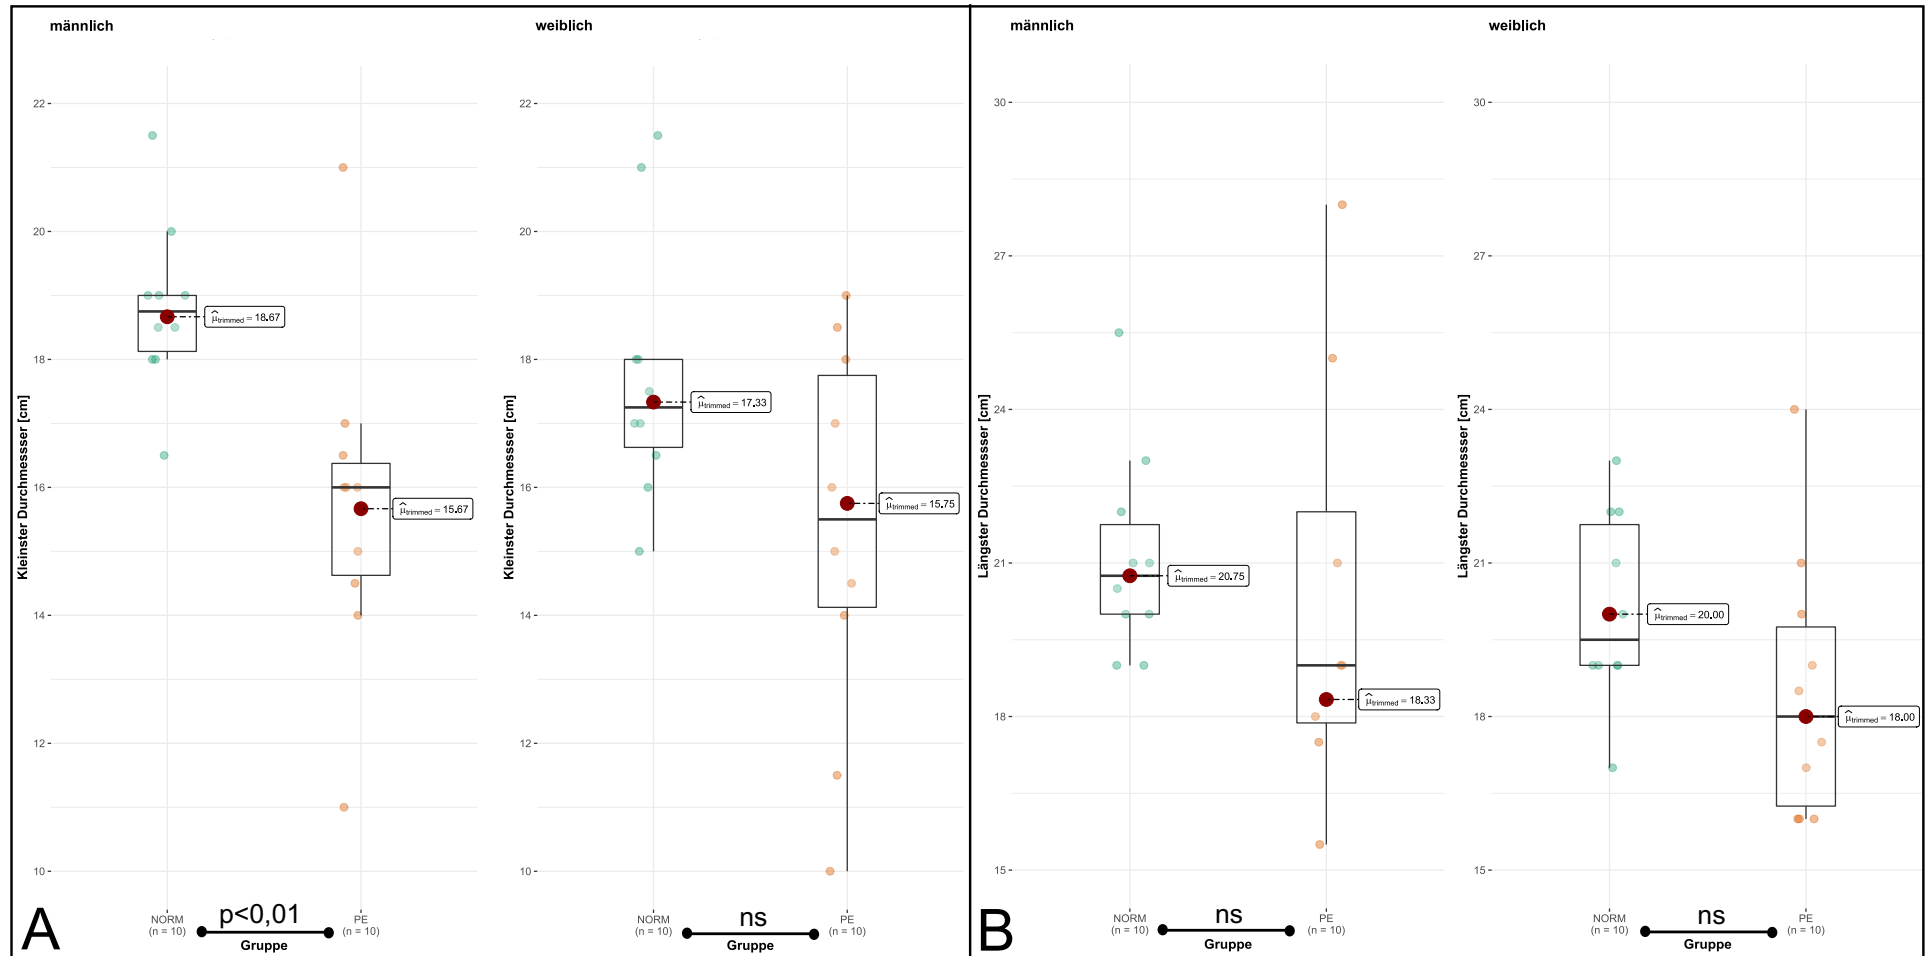 männlich
weiblich
männlich
weiblich
Kleinster Durchmessser [cm]
22
20
18
16
14
12
10
μ̂trimmed = 18.67
μ̂trimmed = 15.67
NORM
(n = 10)
p<0,01
PE
(n = 10)
Gruppe
A
Kleinster Durchmessser [cm]
22
20
18
16
14
12
10
μ̂trimmed = 17.33
μ̂trimmed = 15.75
NORM
(n = 10)
ns
PE
(n = 10)
Gruppe
Längster Durchmessser [cm]
30
27
24
21
18
15
μ̂trimmed = 20.75
μ̂trimmed = 18.33
NORM
(n = 10)
ns
PE
(n = 10)
Gruppe
B
Längster Durchmessser [cm]
30
27
24
21
18
15
μ̂trimmed = 20.00
μ̂trimmed = 18.00
NORM
(n = 10)
ns
PE
(n = 10)
Gruppe